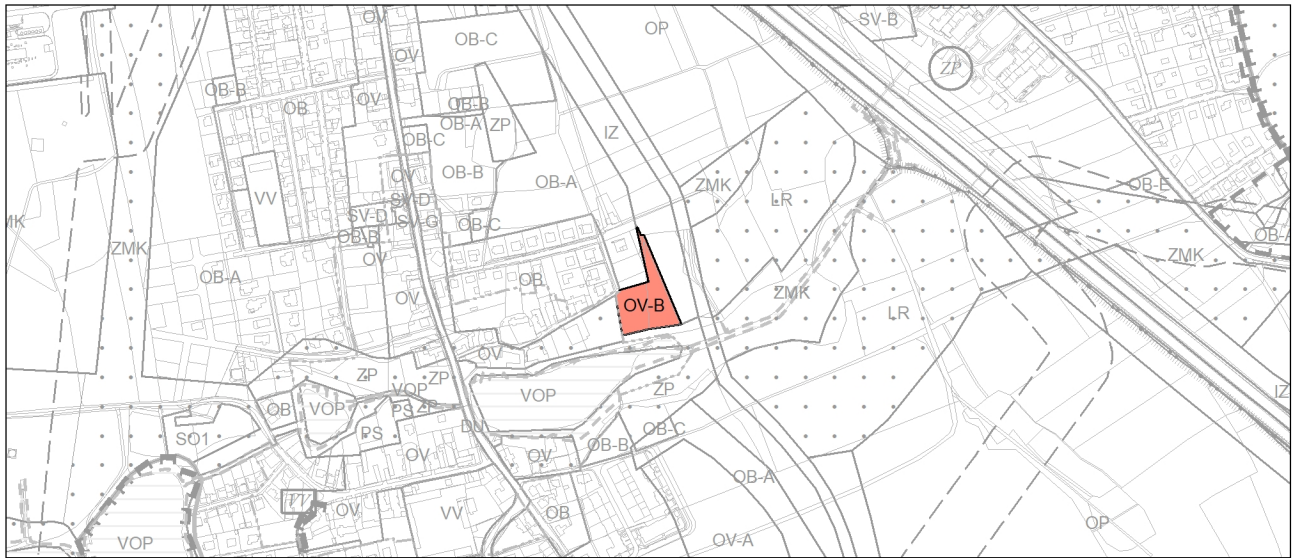 OV
OB-C
OP
SV-B
OV
ZP
OB-B
OV
OB
OB-B
OB-A
ZP
IZ
OB-C
VV
OV
OB-B
OB-A
ZMK
LR
OB-E
SV-D
SV-D
SV-G
OB-C
OB-B
OV
ZMK
ZMK
OB-A
OB
OV
OV-B
ZMK
LR
OV
ZP
ZP
VOP
VOP
ZP
IZ
OB
VOP
PS
ZP
DU
OB-C
SO1
PS
OV
OV
OB-B
OB-A
VV
OV
VV
OB
OP
VOP
OV-A